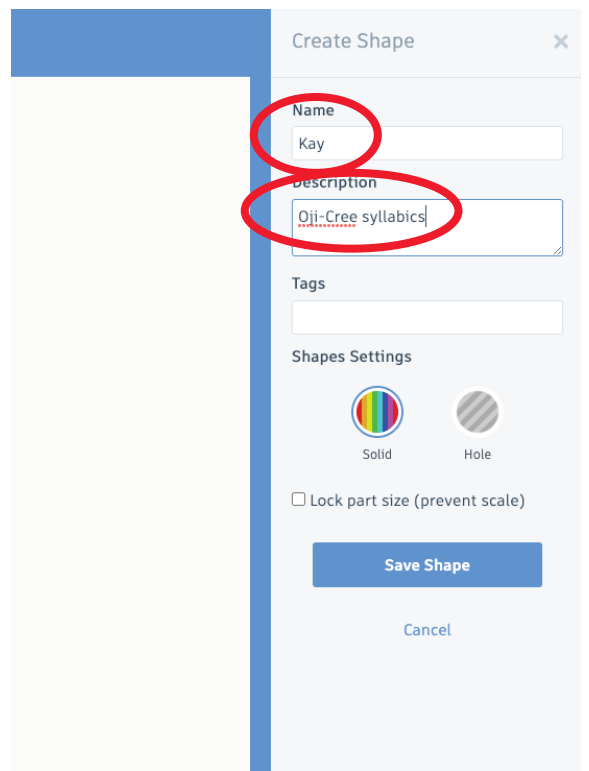 Create Shape
Name
Kay
Description
Oji-Cree syllabics
Tags
Shapes Settings
Solid Hole
Lock part size (prevent scale)
Save Shape
Cancel